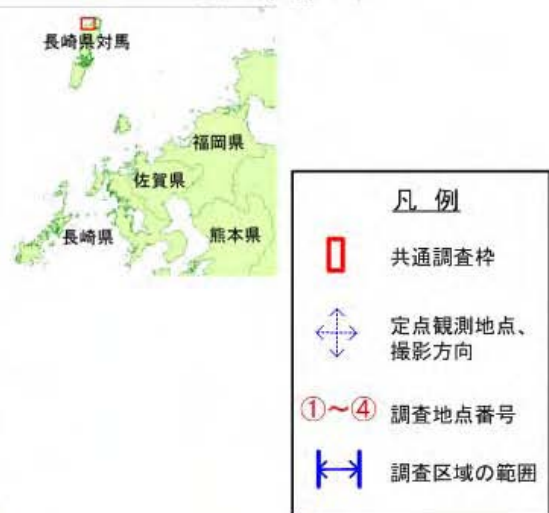 長崎県対馬
福岡県
佐賀県
長崎県
熊本県
凡 例
共通調査枠
定点観測地点、
撮影方向
①～④ 調査地点番号
調査区域の範囲